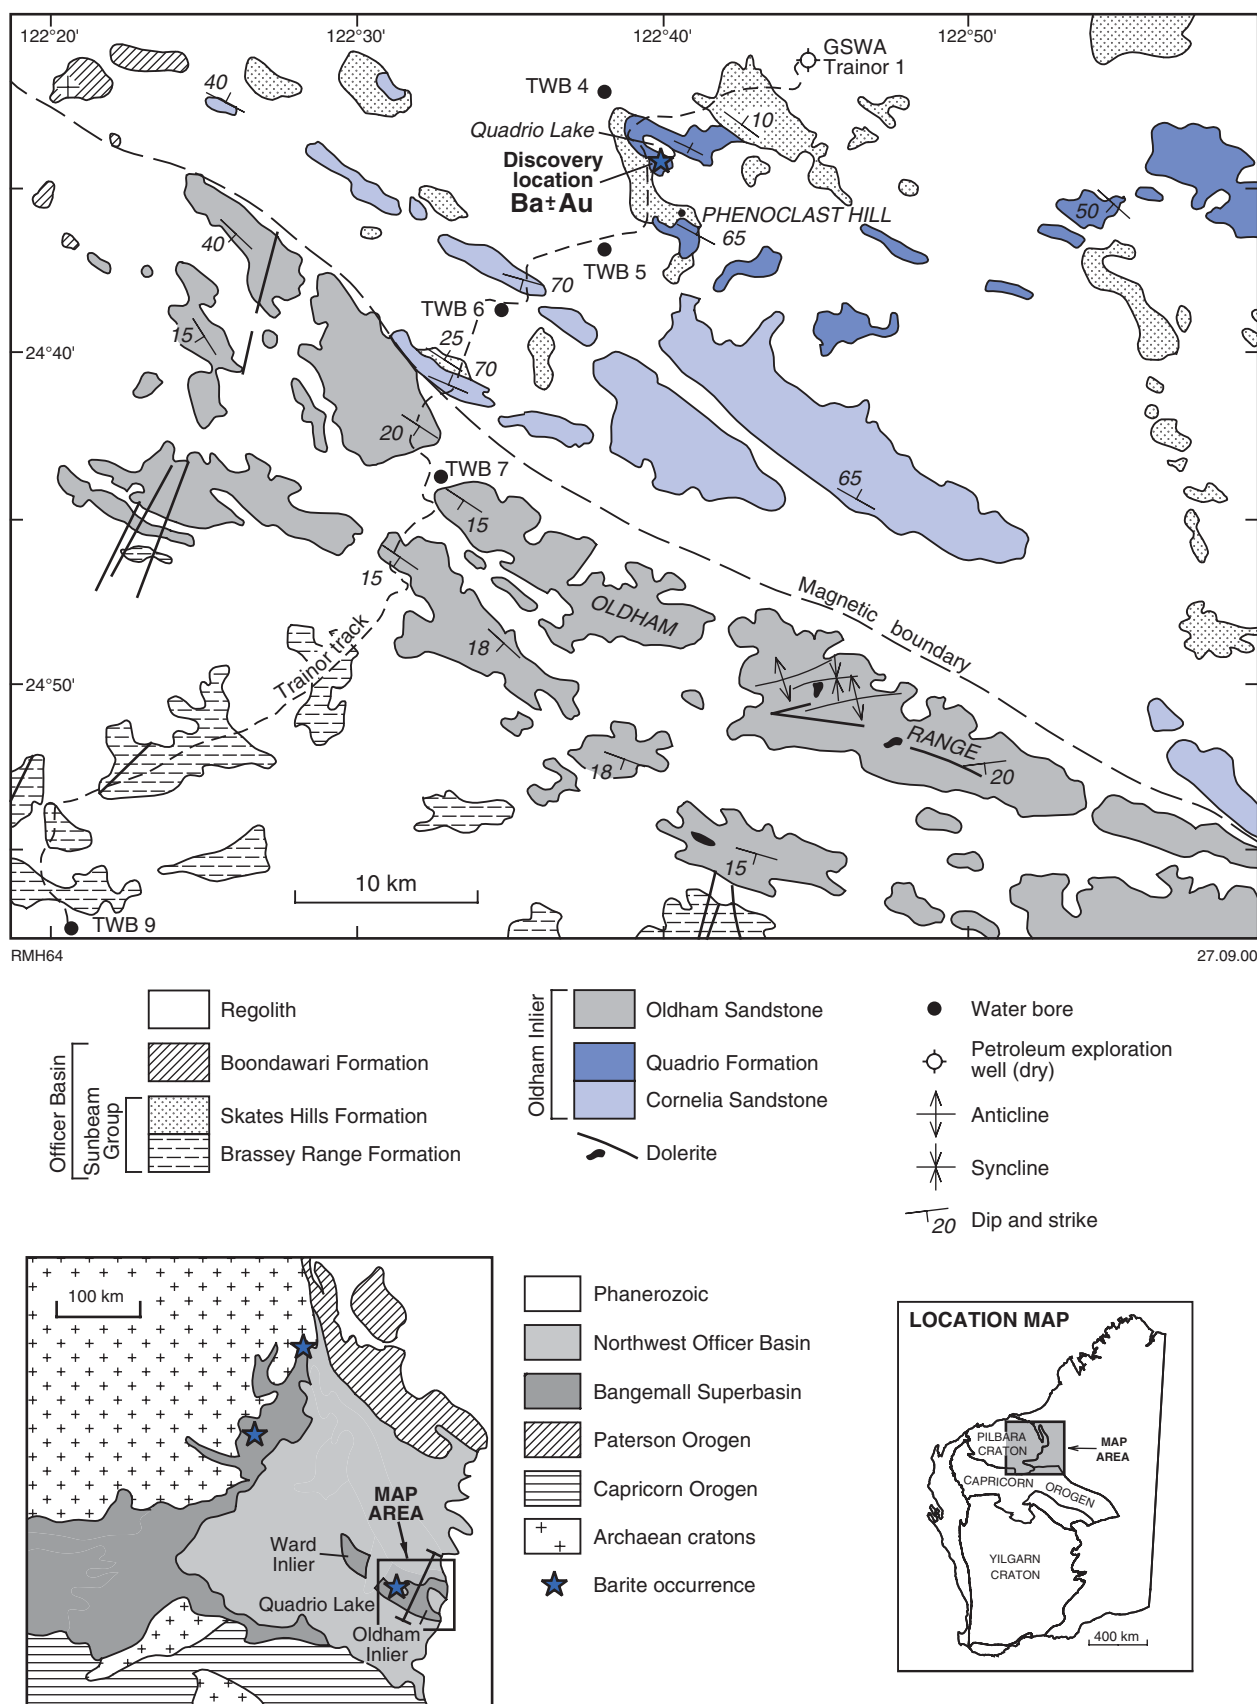 122°20'
122°30'
122°40'
122°50'
GSWA
Trainor 1
TWB 4
40
10
Quadrio Lake
Discovery
location
Ba±Au
50
PHENOCLAST HILL
40
65
TWB 5
70
TWB 6
15
25
24°40'
70
20
TWB 7
65
15
15
Magnetic boundary
OLDHAM
18
Trainor track
24°50'
RANGE
18
20
15
10 km
TWB 9
RMH64
27.09.00
Regolith
Boondawari Formation
Skates Hills Formation
Brassey Range Formation
Officer Basin
Sunbeam
Group
Oldham Inlier
Oldham Sandstone
Quadrio Formation
Cornelia Sandstone
Dolerite
Water bore
Petroleum exploration
well (dry)
Anticline
Syncline
20
Dip and strike
100 km
MAP
AREA
Ward
Inlier
Quadrio Lake
Oldham
Inlier
Phanerozoic
Northwest Officer Basin
Bangemall Superbasin
Paterson Orogen
Capricorn Orogen
Archaean cratons
Barite occurrence
LOCATION MAP
PILBARA
CRATON
MAP
AREA
CAPRICORN OROGEN
YILGARN
CRATON
400 km